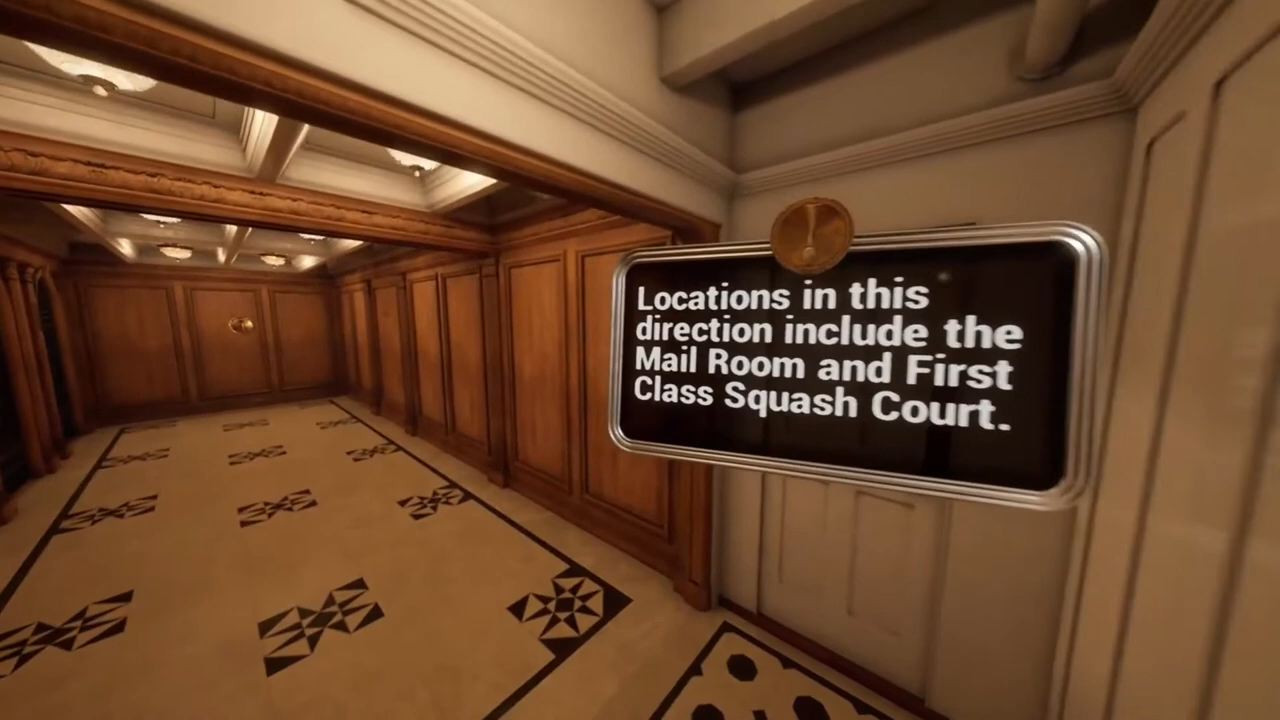 Locations in this
direction include the
Mail Room and First
Class Squash Court.